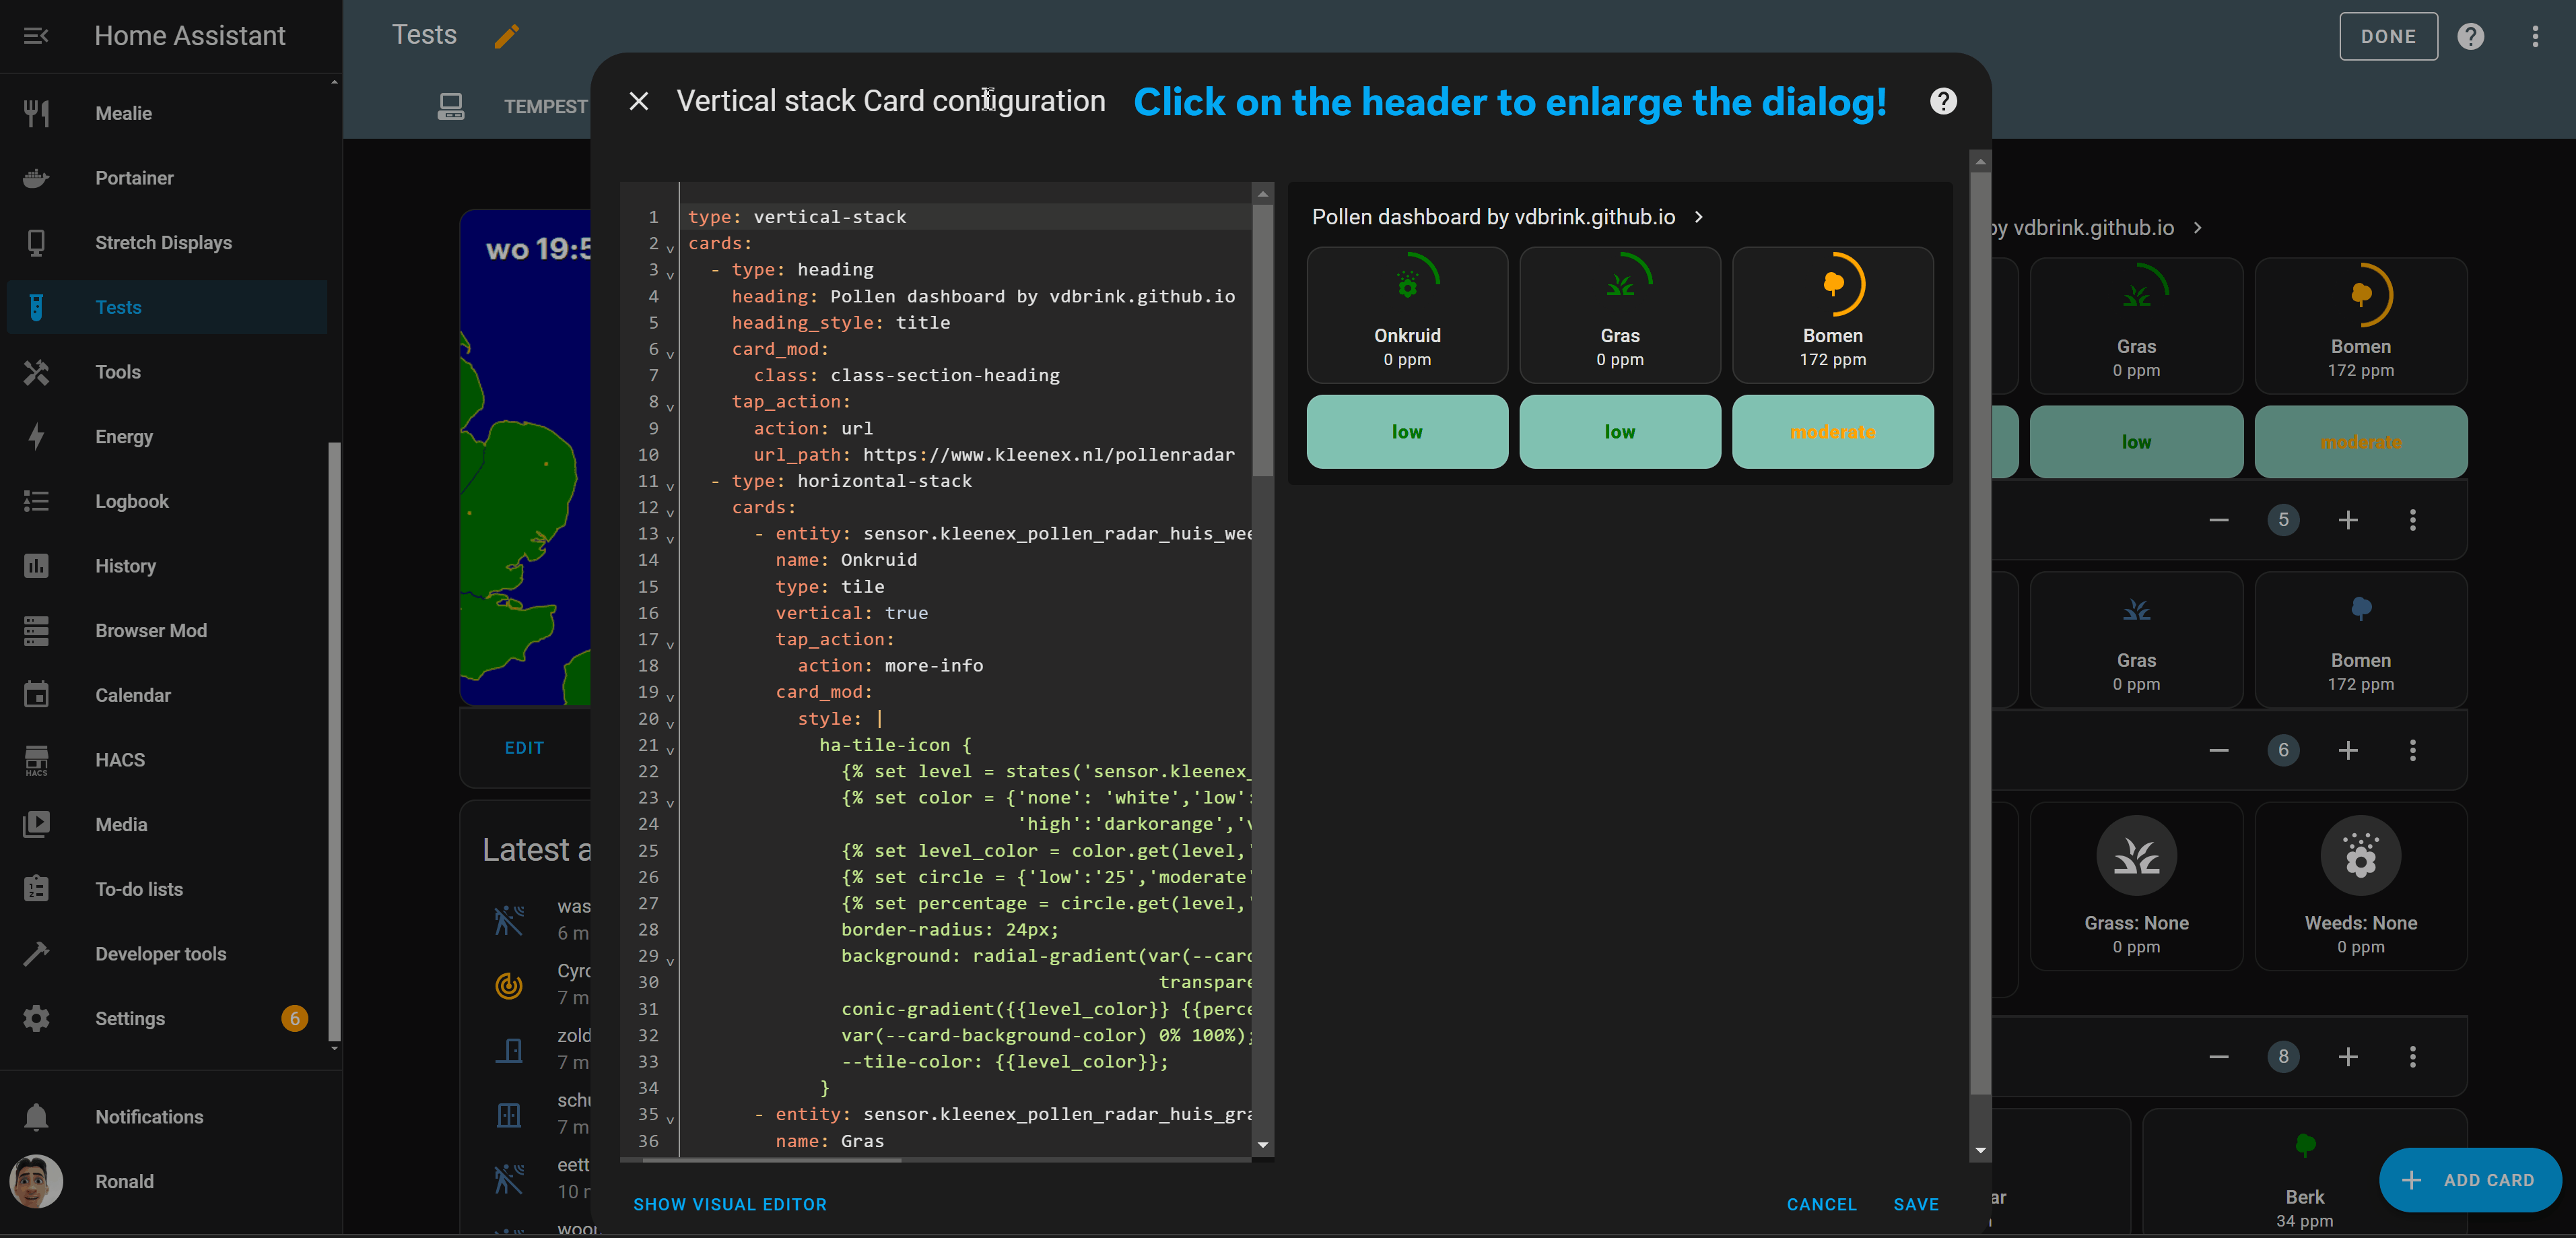 Home Assistant
Mealie
Portainer
Stretch Displays
Tests
Tools
Energy
Logbook
History
Browser Mod
Calendar
HACS
HACS
Media
To-do lists
Developer tools
Settings
6
Notifications
Ronald
Tests
DONE
TEMPEST
wo 19:5
EDIT
Latest a
was
6 m
Cyro
7 m
zold
7 m
schu
7 m
eett
10 r
woo
Vertical stack Card configuration
Click on the header to enlarge the dialog!
1 type: vertical-stack
2 cards:
3 - type: heading
4 heading: Pollen dashboard by vdbrink.github.io
5 heading_style: title
6 card_mod:
7 class: class-section-heading
8 tap_action:
9 action: url
10 url_path: https://www.kleenex.nl/pollenradar
11 - type: horizontal-stack
12 cards:
13 - entity: sensor.kleenex_pollen_radar_huis_wee
14 name: Onkruid
15 type: tile
16 vertical: true
17 tap_action:
18 action: more-info
19 card_mod:
20 style: |
21 ha-tile-icon {
22 {% set level = states('sensor.kleenex_
23 {% set color = {'none': 'white','low':
24 'high':'darkorange','v
25 {% set level_color = color.get(level,'
26 {% set circle = {'low':'25','moderate'
27 {% set percentage = circle.get(level,'
28 border-radius: 24px;
29 background: radial-gradient(var(--card
30 transpare
31 conic-gradient({{level_color}} {{perce
32 var(--card-background-color) 0% 100%);
33 --tile-color: {{level_color}};
34 }
35 - entity: sensor.kleenex_pollen_radar_huis_gra
36 name: Gras
SHOW VISUAL EDITOR
CANCEL
SAVE
Pollen dashboard by vdbrink.github.io
Onkruid
0 ppm
Gras
0 ppm
Bomen
172 ppm
low
low
moderate
by vdbrink.github.io
Gras
0 ppm
Bomen
172 ppm
low
moderate
5
Gras
0 ppm
Bomen
172 ppm
6
Grass: None
0 ppm
Weeds: None
0 ppm
8
ar
Berk
34 ppm
ADD CARD